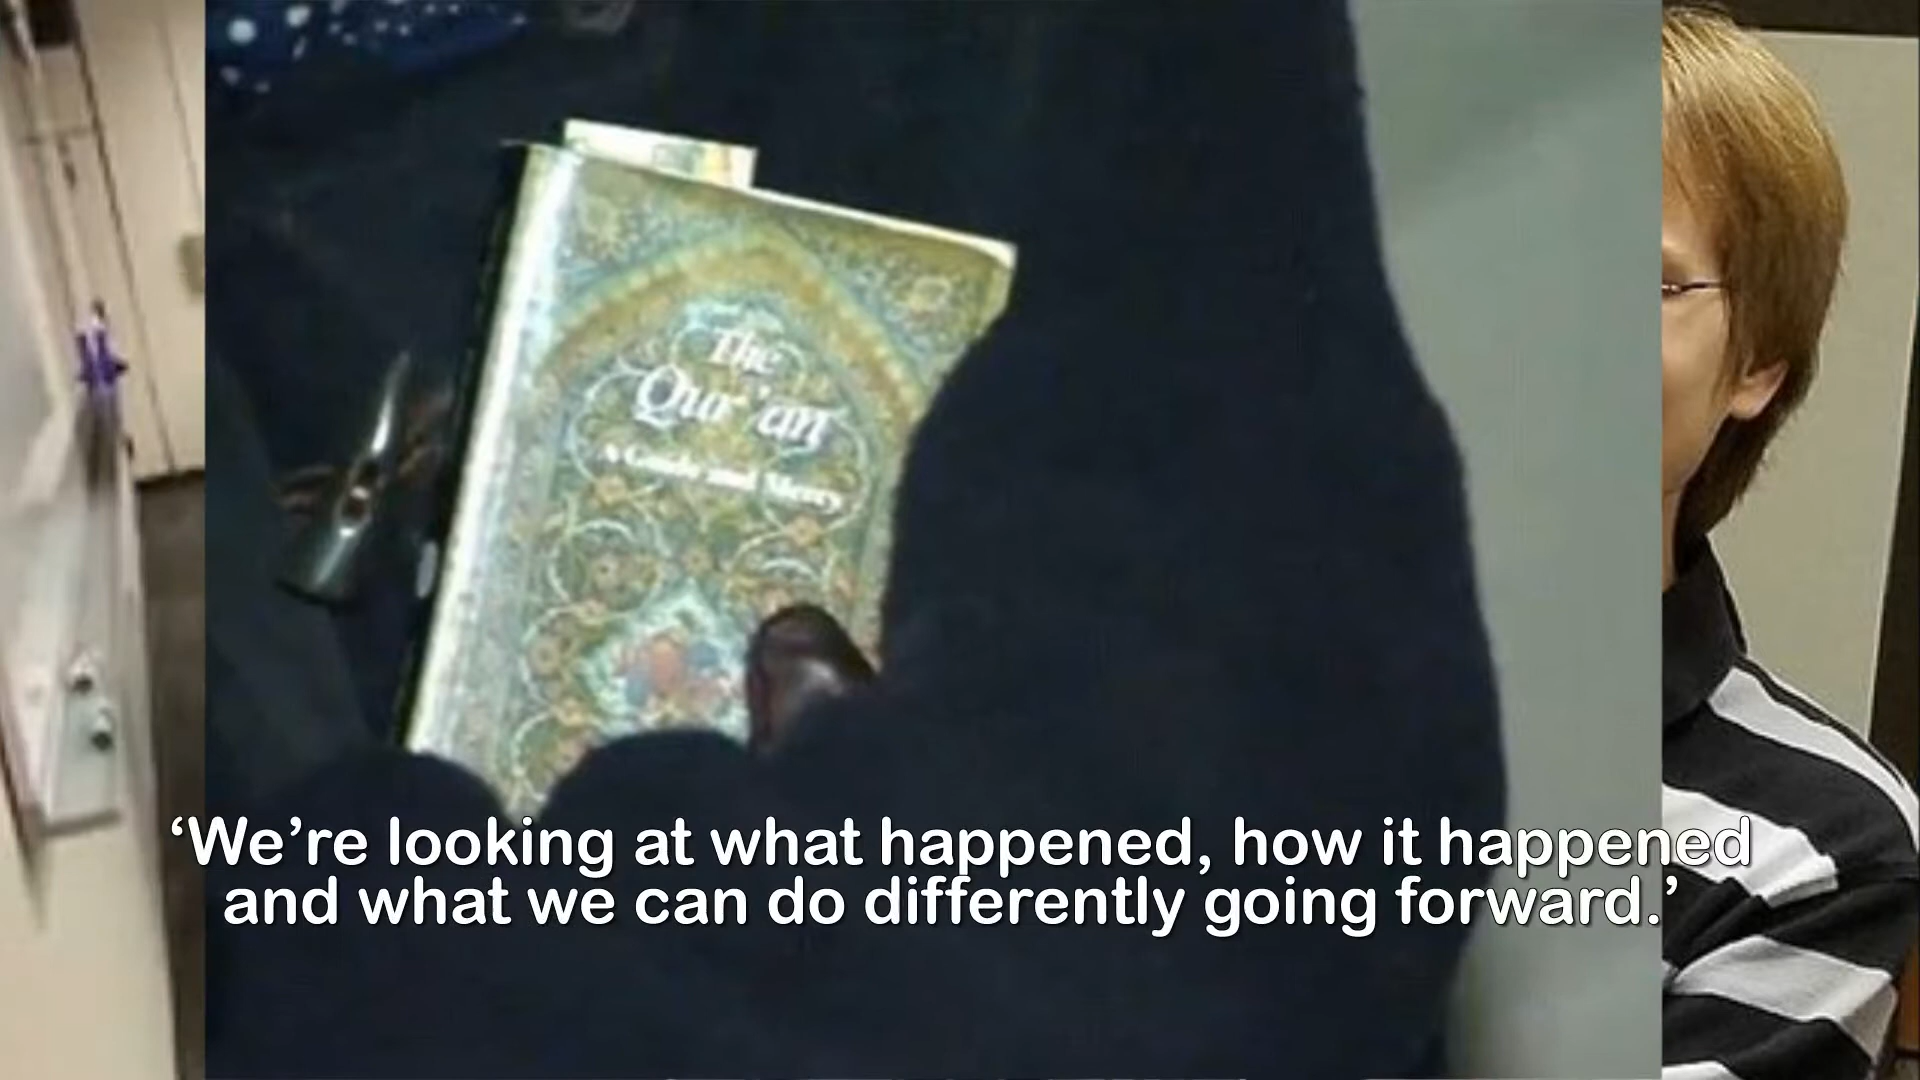 The
Qur'an
A Guide and Mercy
‘We’re looking at what happened, how it happened
and what we can do differently going forward.’